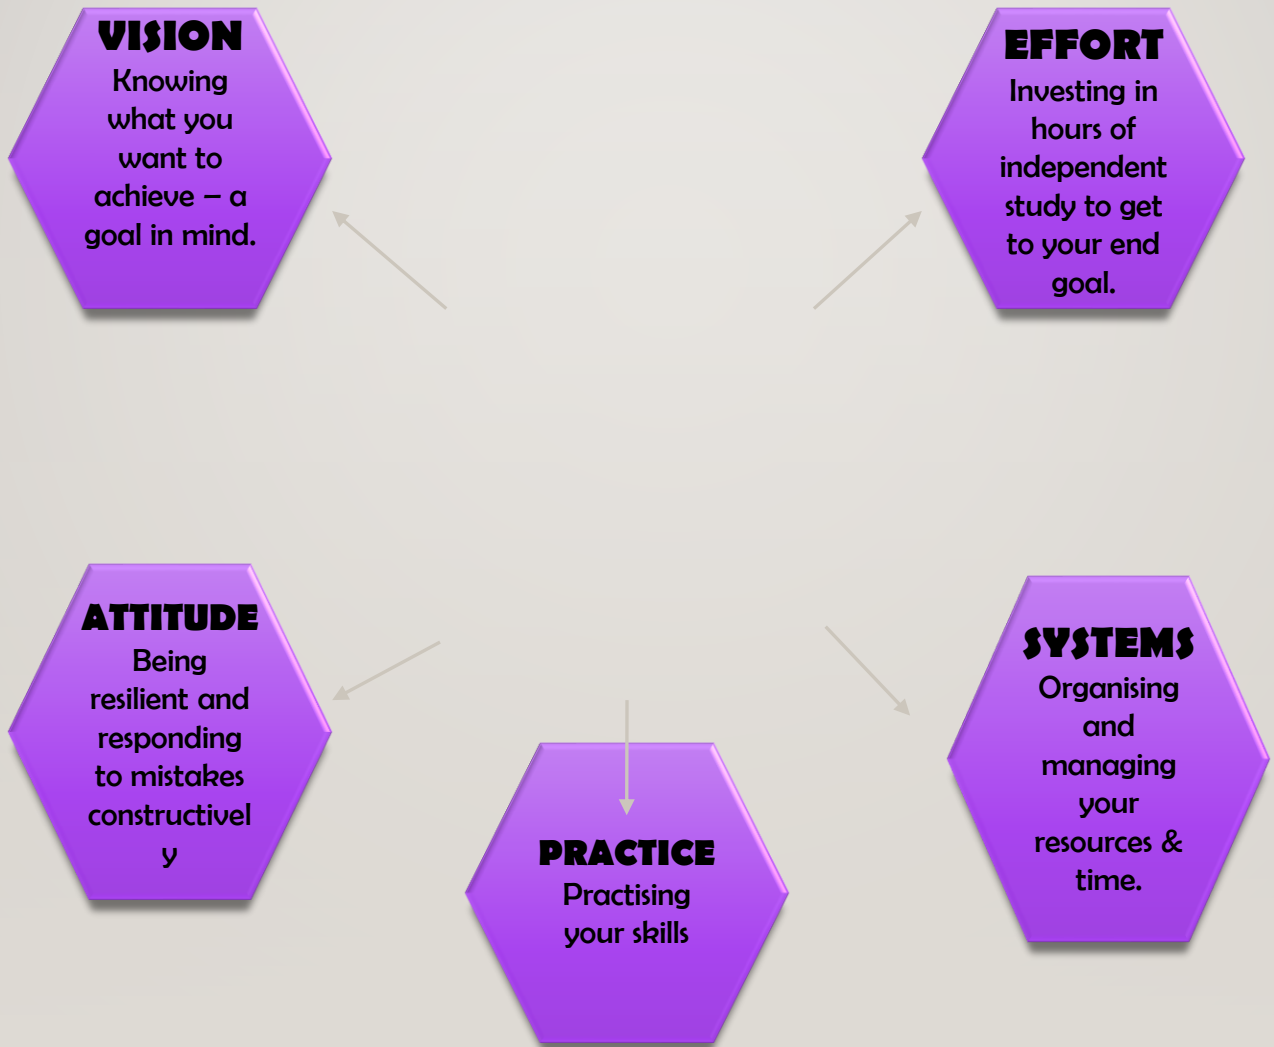 VISION
Knowing
what you
want to
achieve – a
goal in mind.
EFFORT
Investing in
hours of
independent
study to get
to your end
goal.
ATTITUDE
Being
resilient and
responding
to mistakes
constructivel
y
PRACTICE
Practising
your skills
SYSTEMS
Organising
and
managing
your
resources &
time.